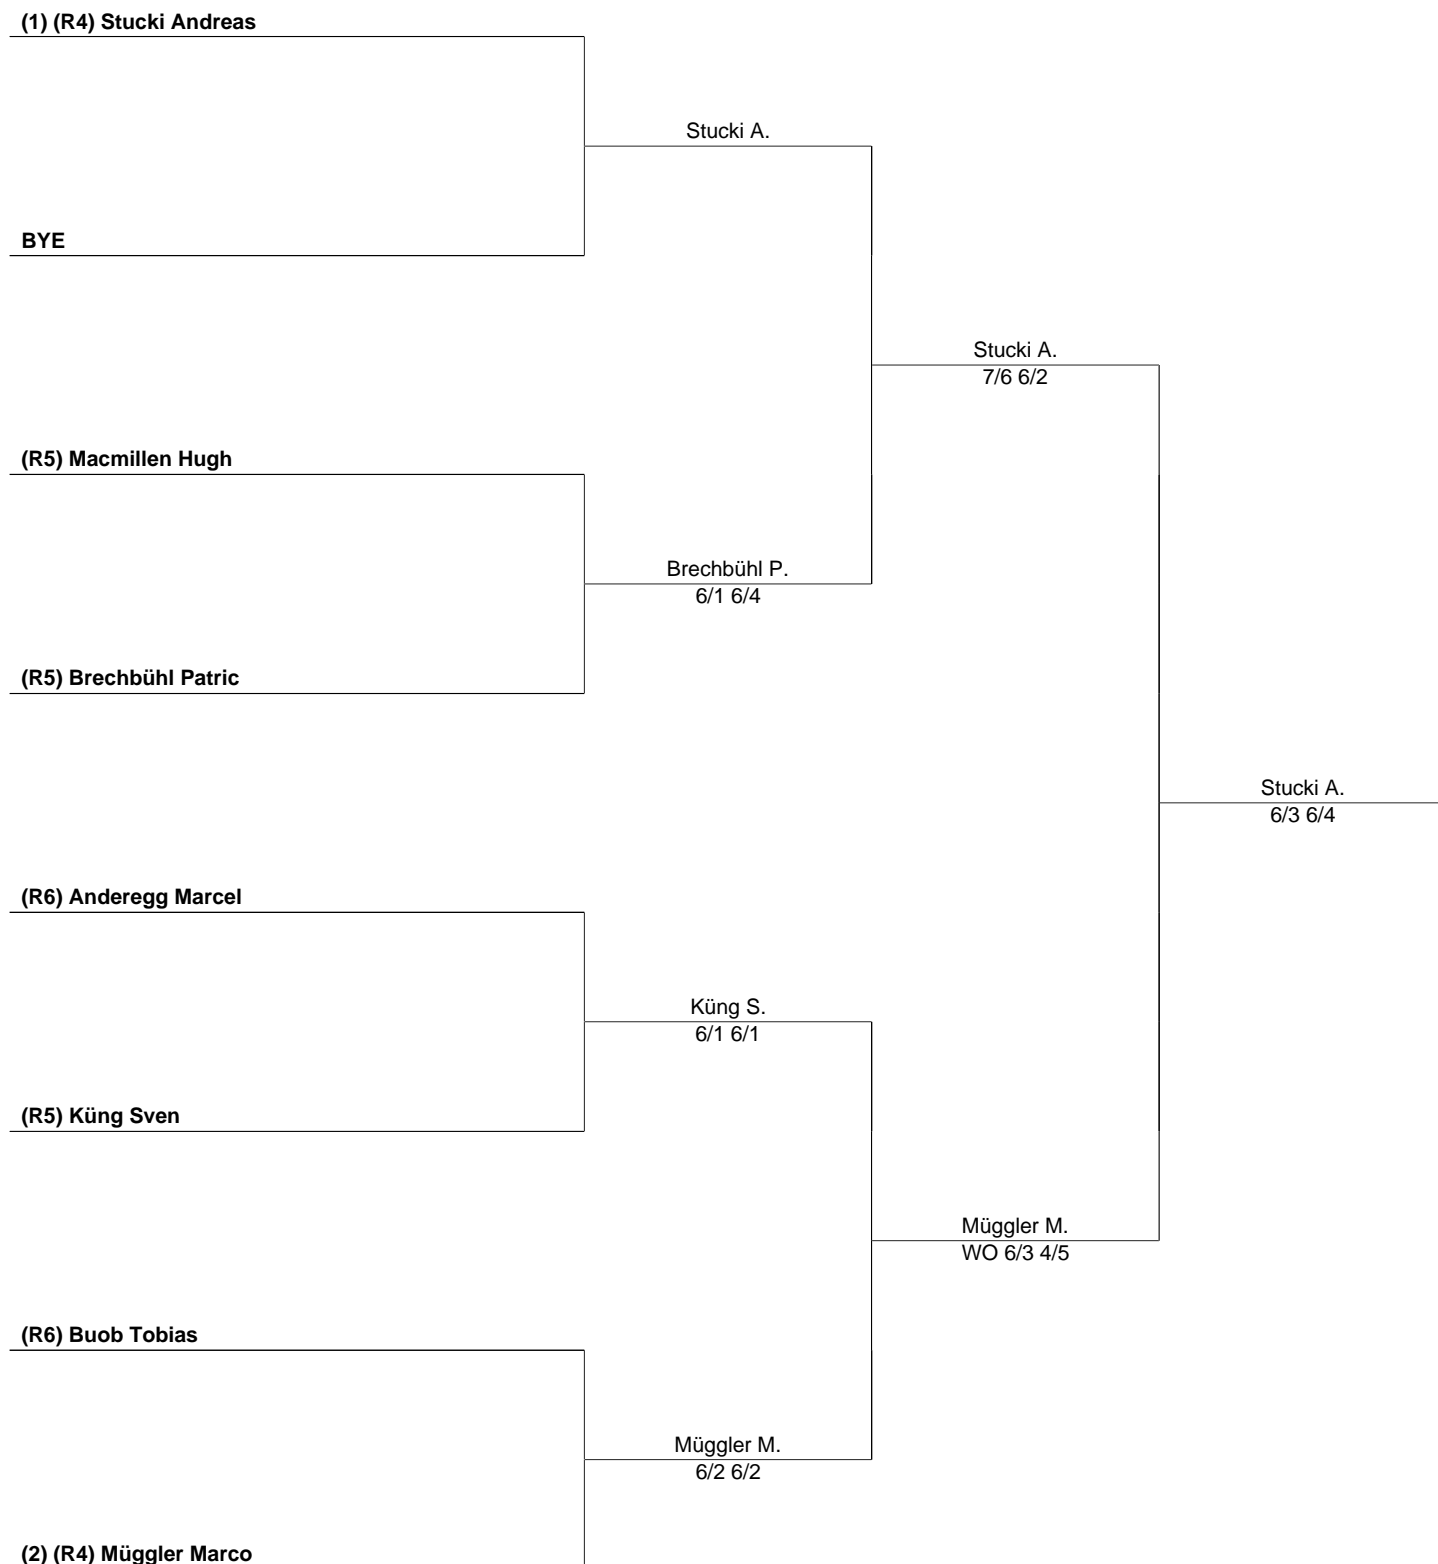 (1) (R4) Stucki Andreas
Stucki A.
BYE
Stucki A.
7/6 6/2
(R5) Macmillen Hugh
Brechbühl P.
6/1 6/4
(R5) Brechbühl Patric
Stucki A.
6/3 6/4
(R6) Anderegg Marcel
Küng S.
6/1 6/1
(R5) Küng Sven
Müggler M.
WO 6/3 4/5
(R6) Buob Tobias
Müggler M.
6/2 6/2
(2) (R4) Müggler Marco